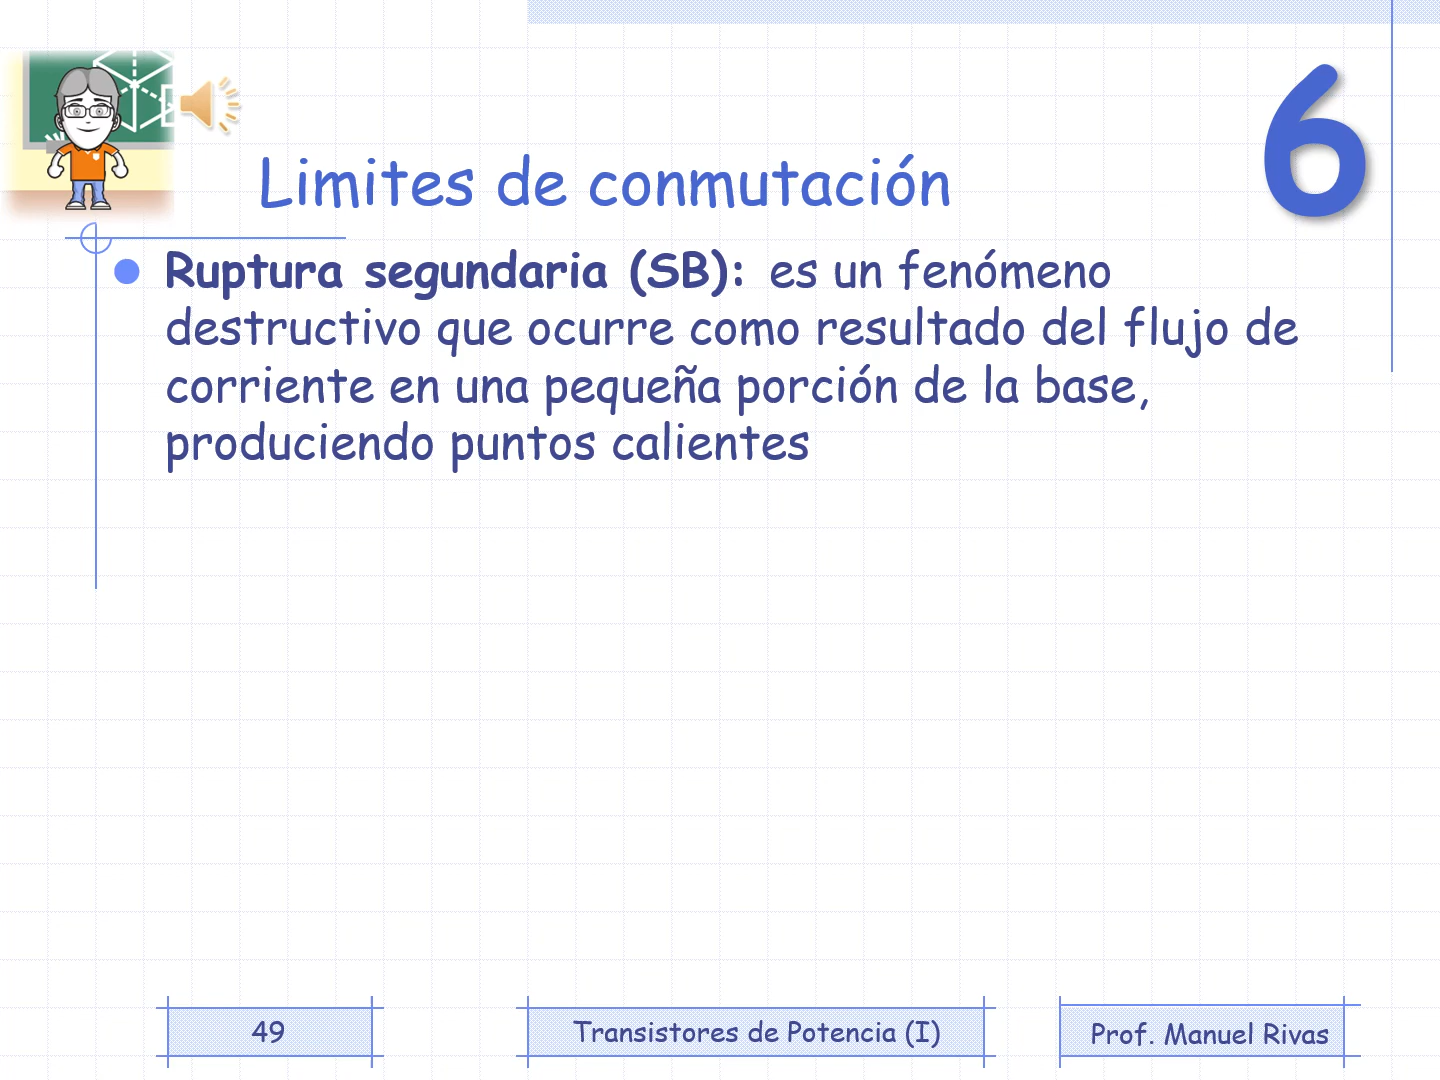 6
Limites de conmutación
Ruptura segundaria (SB): es un fenómeno
destructivo que ocurre como resultado del flujo de
corriente en una pequeña porción de la base,
produciendo puntos calientes
49
Transistores de Potencia (I)
Prof. Manuel Rivas